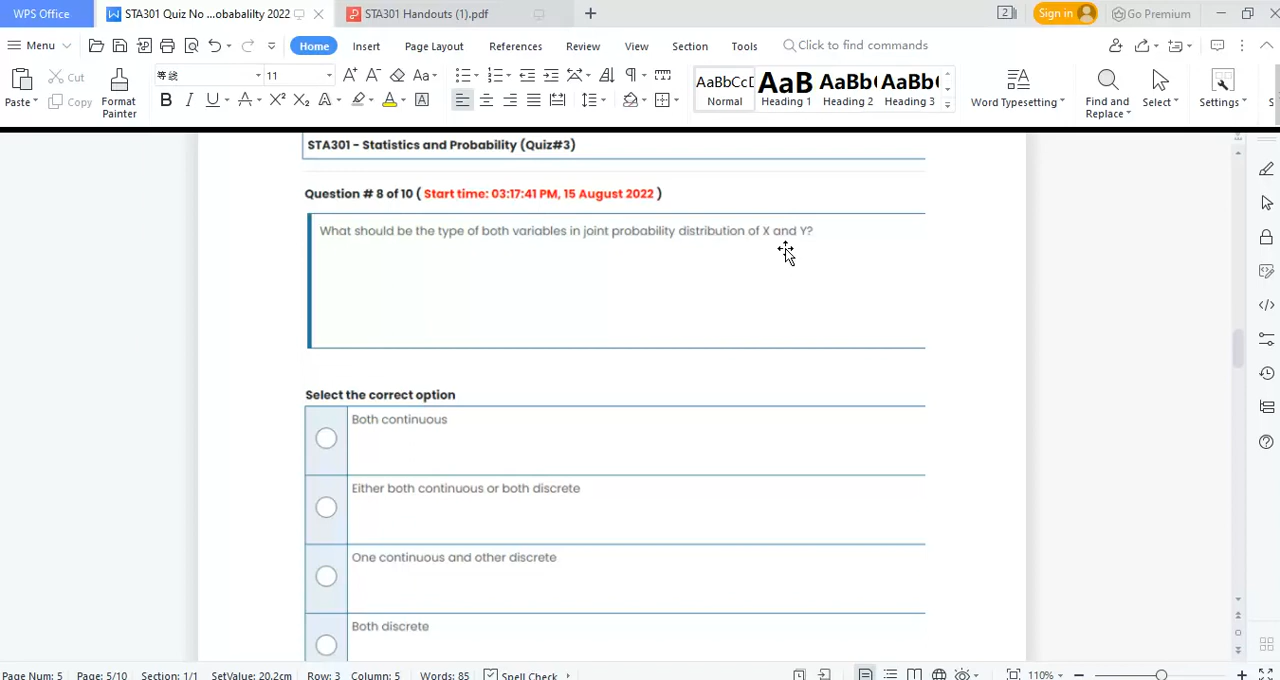 WPS Office
STA301 Quiz No ...obabalilty 2022
STA301 Handouts (1).pdf
2
Sign in
Go Premium
Menu
Home
Insert
Page Layout
References
Review
View
Section
Tools
Click to find commands
Paste
Cut
Copy
Format
Painter
等线
11
AaBbCcD
Normal
AaB
Heading 1
AaBb
Heading 2
AaBb
Heading 3
Word Typesetting
Find and
Replace
Select
Settings
STA301 - Statistics and Probability (Quiz#3)
Question # 8 of 10 ( Start time: 03:17:41 PM, 15 August 2022 )
What should be the type of both variables in joint probability distribution of X and Y?
Select the correct option
Both continuous
Either both continuous or both discrete
One continuous and other discrete
Both discrete
Page Num: 5 Page: 5/10 Section: 1/1 SetValue: 20.2cm Row: 3 Column: 5 Words: 85 Spell Check 110%